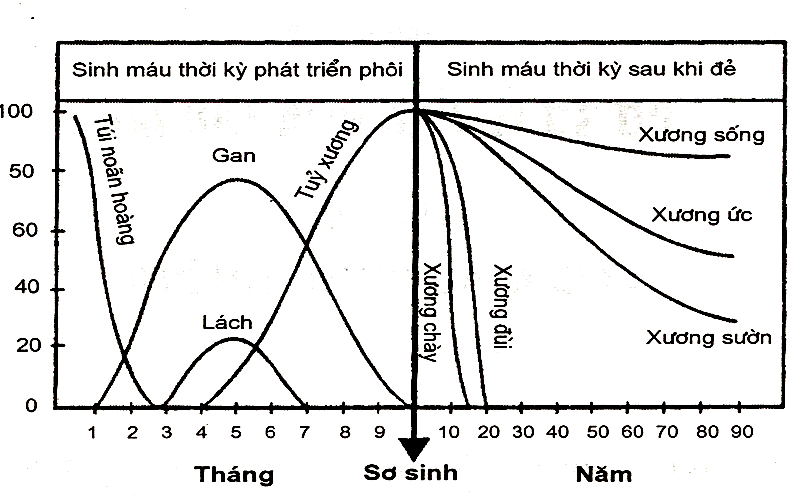 Sinh máu thời kỳ phát triển phôi
Sinh máu thời kỳ sau khi đẻ
100
50
60
40
20
0
Túi noãn hoàng
Gan
Lách
Tuỷ xương
Xương chày
Xương đùi
Xương sống
Xương ức
Xương sườn
1 2 3 4 5 6 7 8 9
10 20 30 40 50 60 70 80 90
Tháng
Sơ sinh
Năm